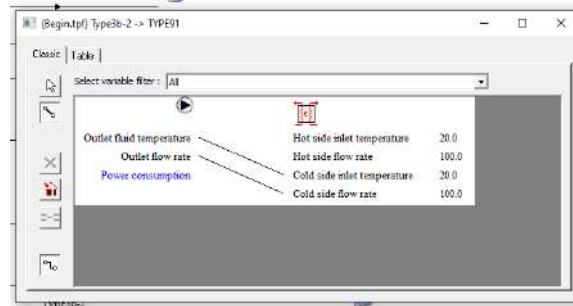 (Begin.tpf) Type3b-2 -> TYPE91
Classic Table
Select variable filter : All
Outlet fluid temperature Hot side inlet temperature 20.0
Outlet flow rate Hot side flow rate 100.0
Power consumption Cold side inlet temperature 20.0
Cold side flow rate 100.0